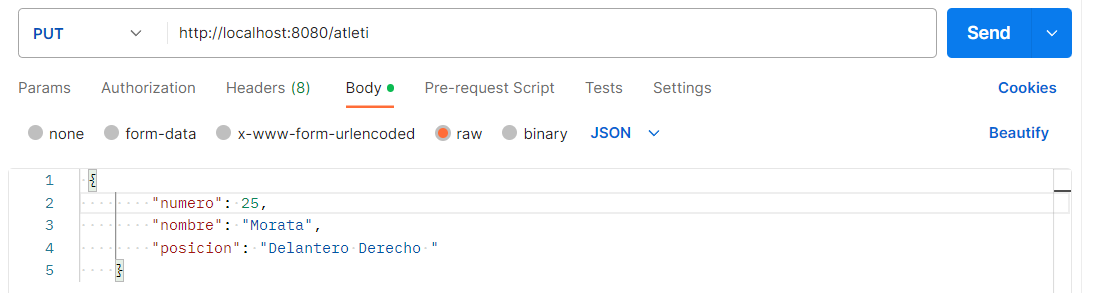 PUT http://localhost:8080/atleti Send
Params Authorization Headers (8) Body Pre-request Script Tests Settings Cookies
none form-data x-www-form-urlencoded raw binary JSON Beautify
1 {
2 "numero": 25,
3 "nombre": "Morata",
4 "posicion": "Delantero Derecho "
5 }